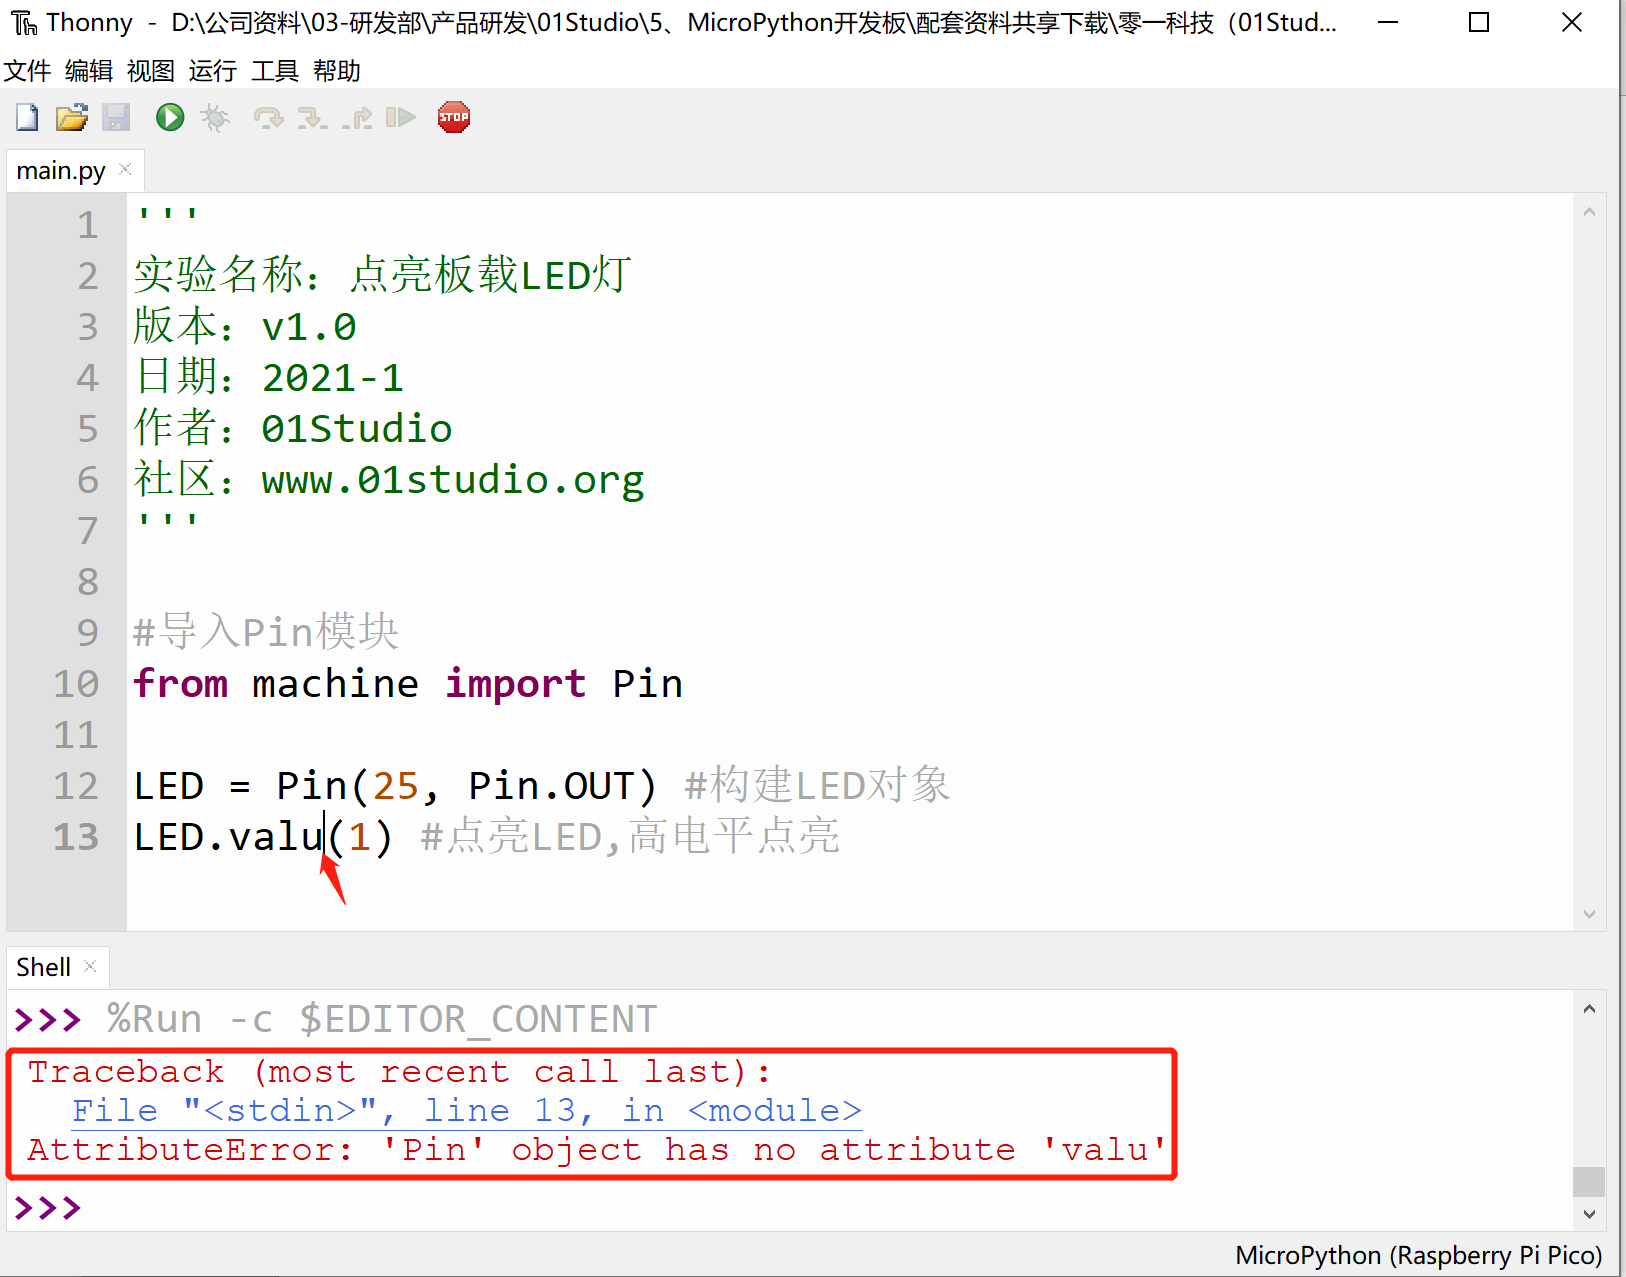 Thonny - D:\公司资料\03-研发部\产品研发\01Studio\5、MicroPython开发板\配套资料共享下载\零一科技（01Stud...
文件 编辑 视图 运行 工具 帮助
STOP
main.py
1 '''
2 实验名称：点亮板载LED灯
3 版本：v1.0
4 日期：2021-1
5 作者：01Studio
6 社区：www.01studio.org
7 '''
8
9 #导入Pin模块
10 from machine import Pin
11
12 LED = Pin(25, Pin.OUT) #构建LED对象
13 LED.valu(1) #点亮LED,高电平点亮
Shell
>>> %Run -c $EDITOR_CONTENT
Traceback (most recent call last):
File "<stdin>", line 13, in <module>
AttributeError: 'Pin' object has no attribute 'valu'
>>>
MicroPython (Raspberry Pi Pico)